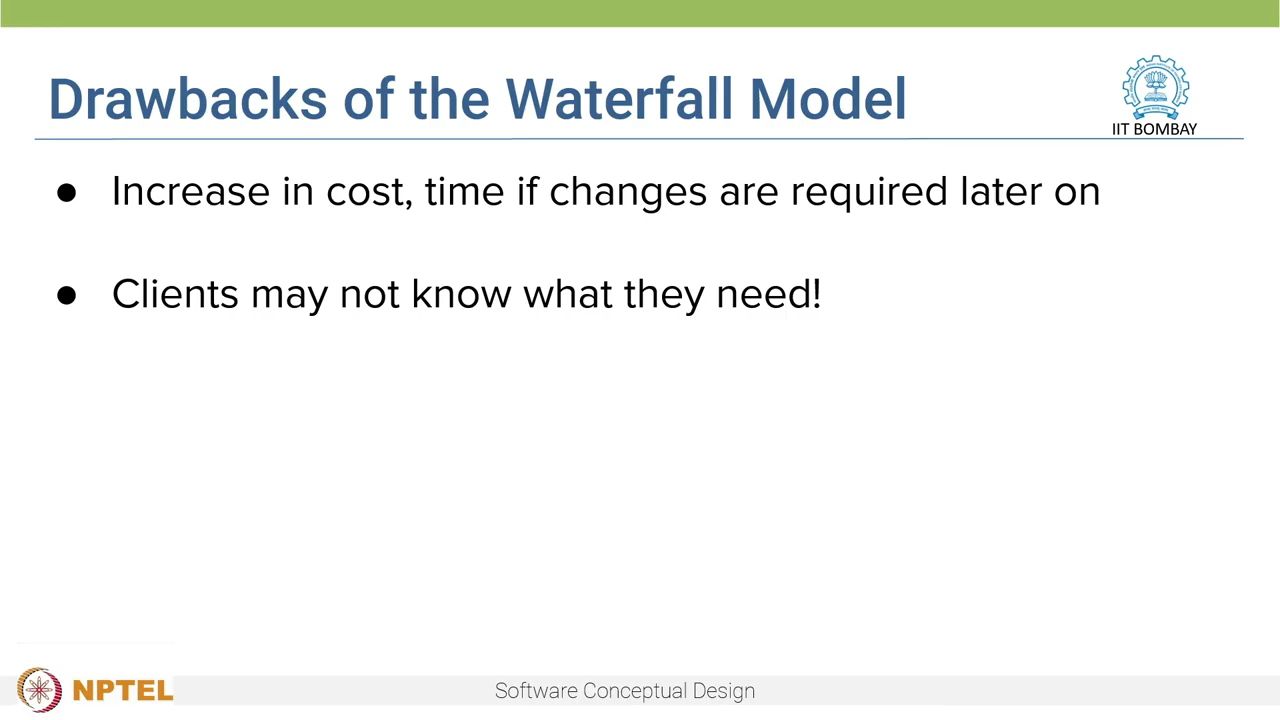 Drawbacks of the Waterfall Model
IIT BOMBAY
● Increase in cost, time if changes are required later on
● Clients may not know what they need!
NPTEL
Software Conceptual Design